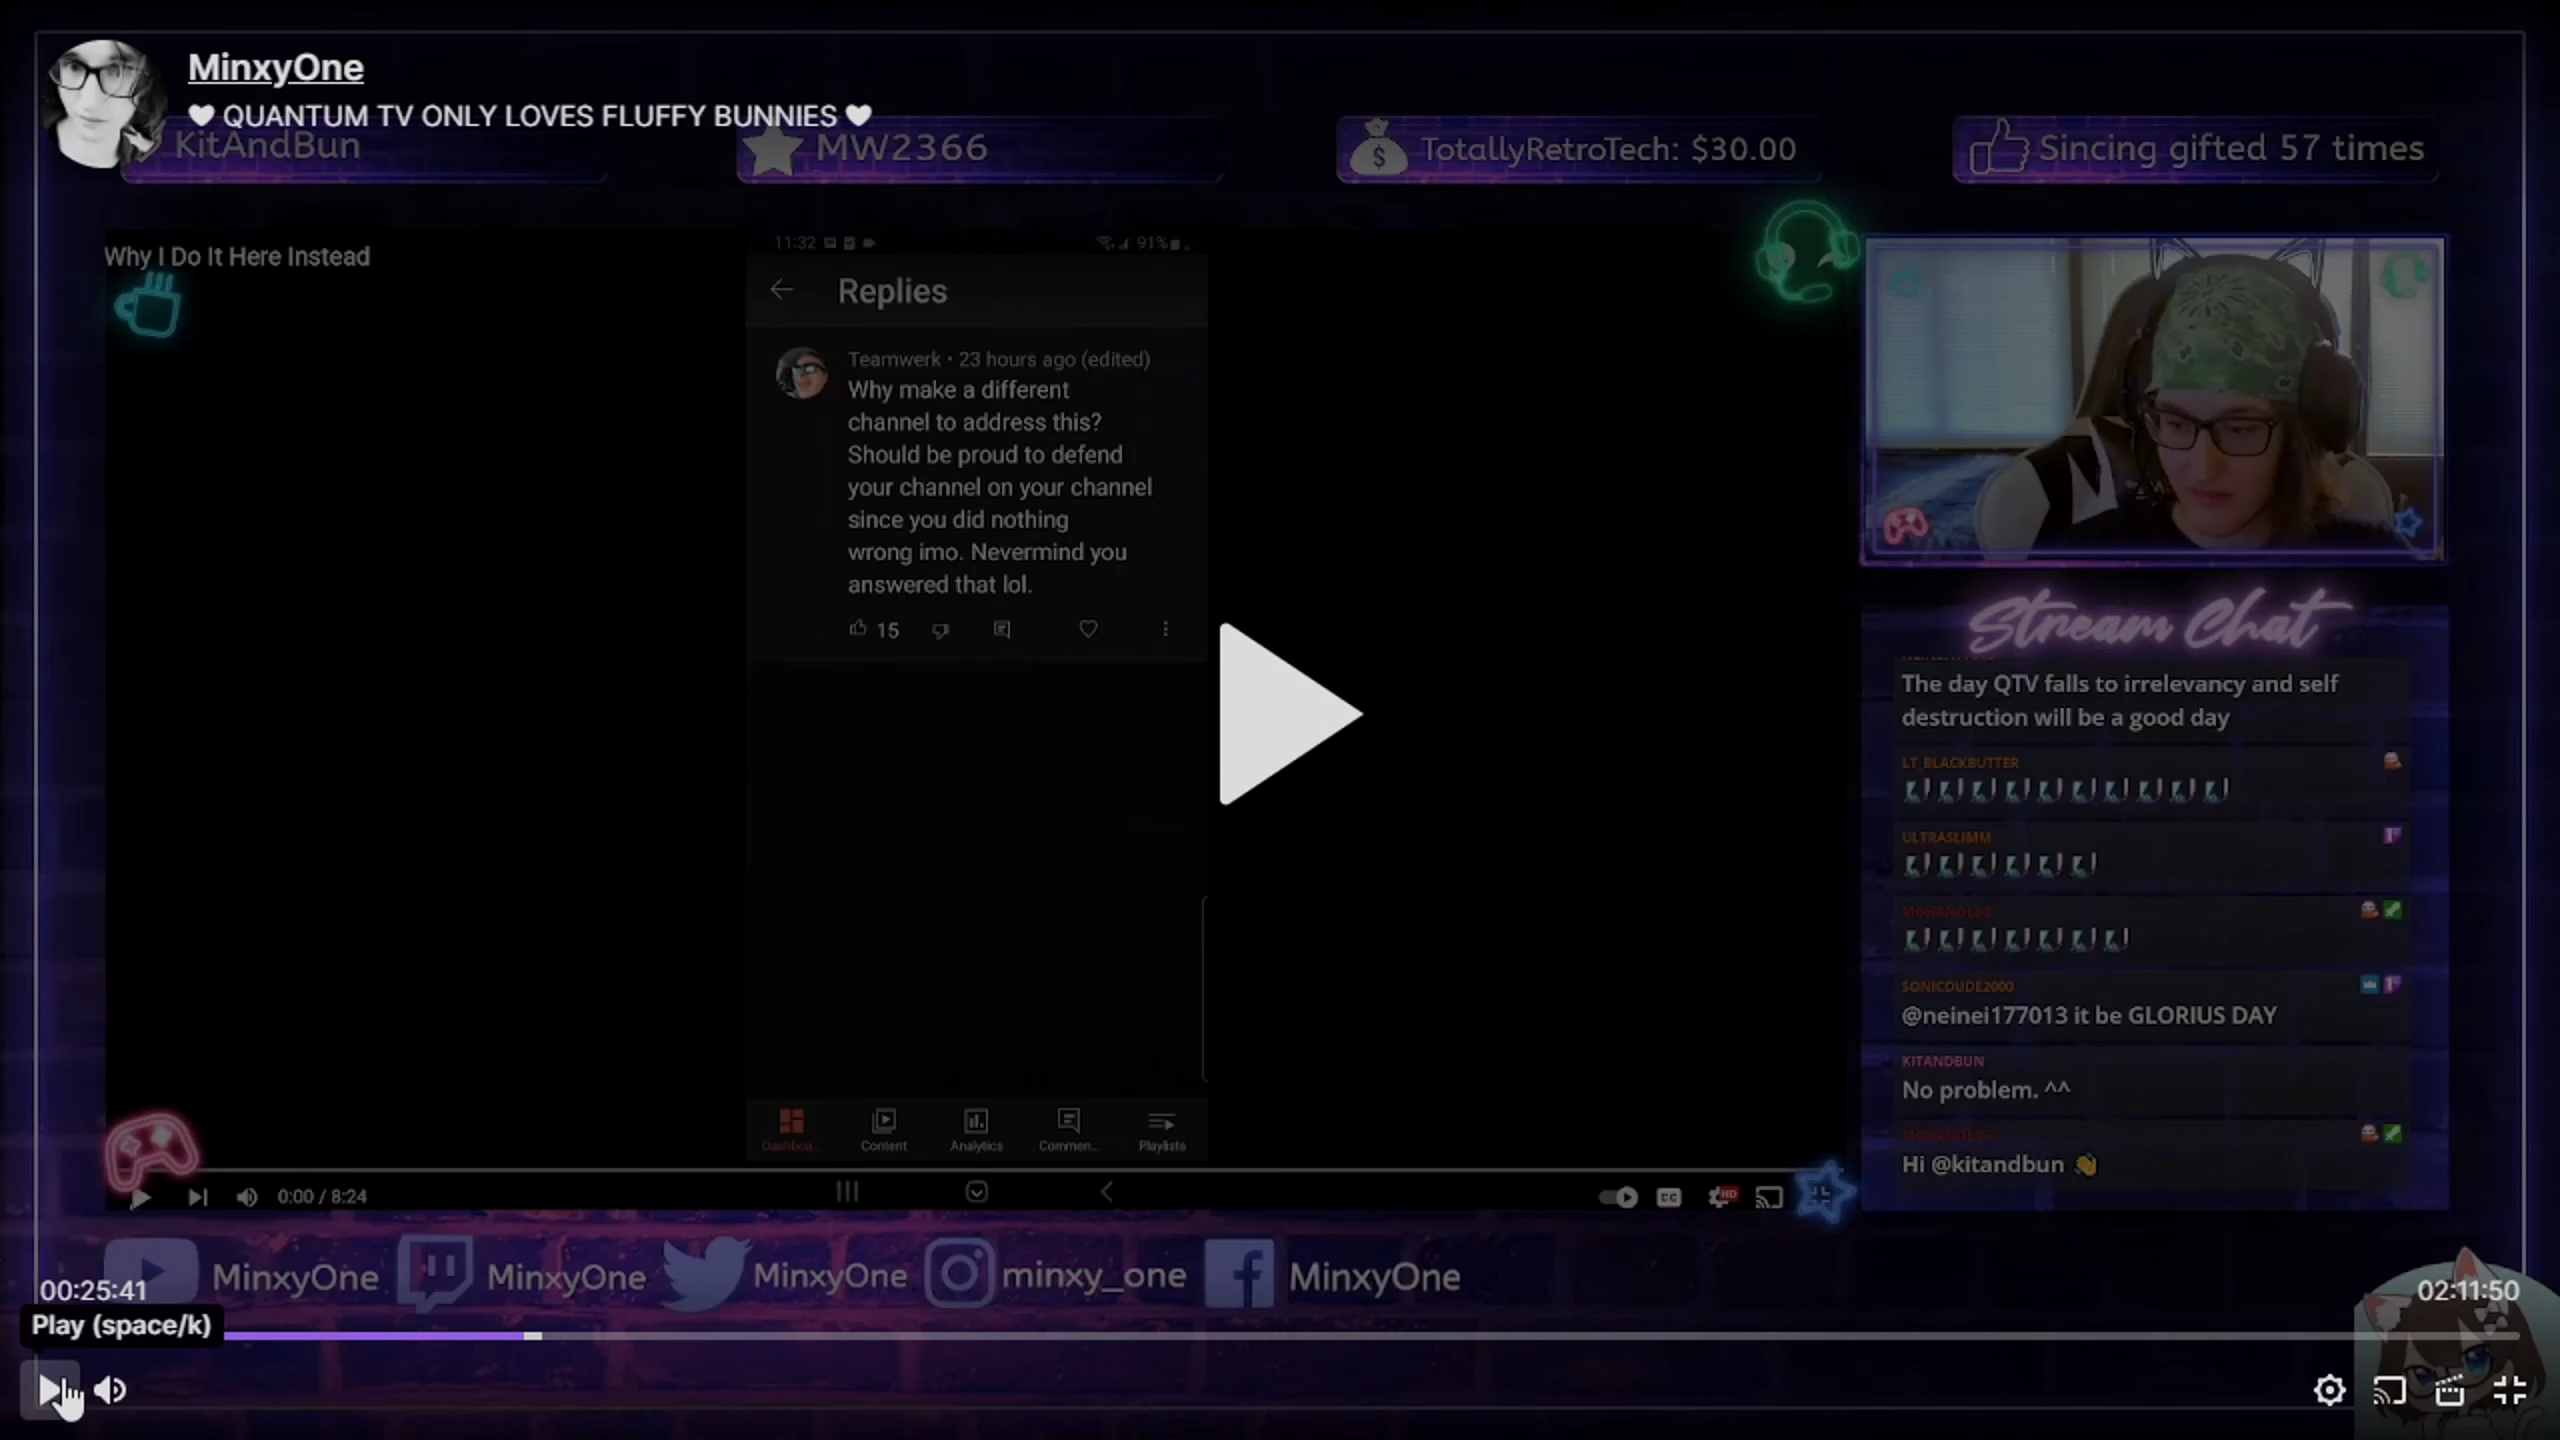 MinxyOne
🤍 QUANTUM TV ONLY LOVES FLUFFY BUNNIES 🤍
KitAndBun
MW2366
TotallyRetroTech: $30.00
Sincing gifted 57 times
Why I Do It Here Instead
11:32
91%
Replies
Teamwerk • 23 hours ago (edited)
Why make a different
channel to address this?
Should be proud to defend
your channel on your channel
since you did nothing
wrong imo. Nevermind you
answered that lol.
15
Dashboa...
Content
Analytics
Commen...
Playlists
0:00 / 8:24
CC
HD
Stream Chat
The day QTV falls to irrelevancy and self
destruction will be a good day
LT_BLACKBUTTER
ULTRASLIMM
SONICDUDE2000
@neinei177013 it be GLORIUS DAY
KITANDBUN
No problem. ^^
Hi @kitandbun 👋
MinxyOne
MinxyOne
MinxyOne
minxy_one
MinxyOne
00:25:41
02:11:50
Play (space/k)